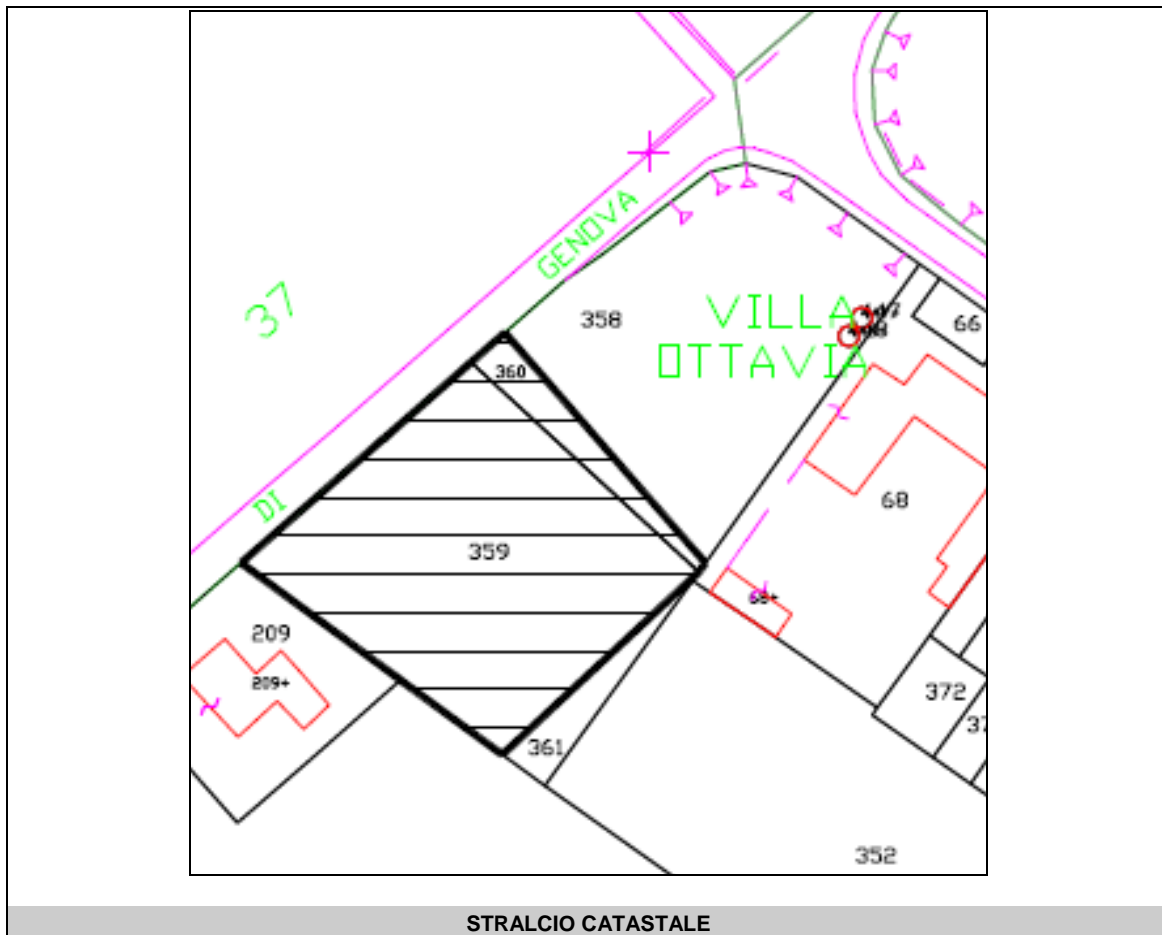 GENOVA
37
358
VILLA
66
OTTAVIA
360
68
DI
359
68+
209
209+
372
361
352
STRALCIO CATASTALE